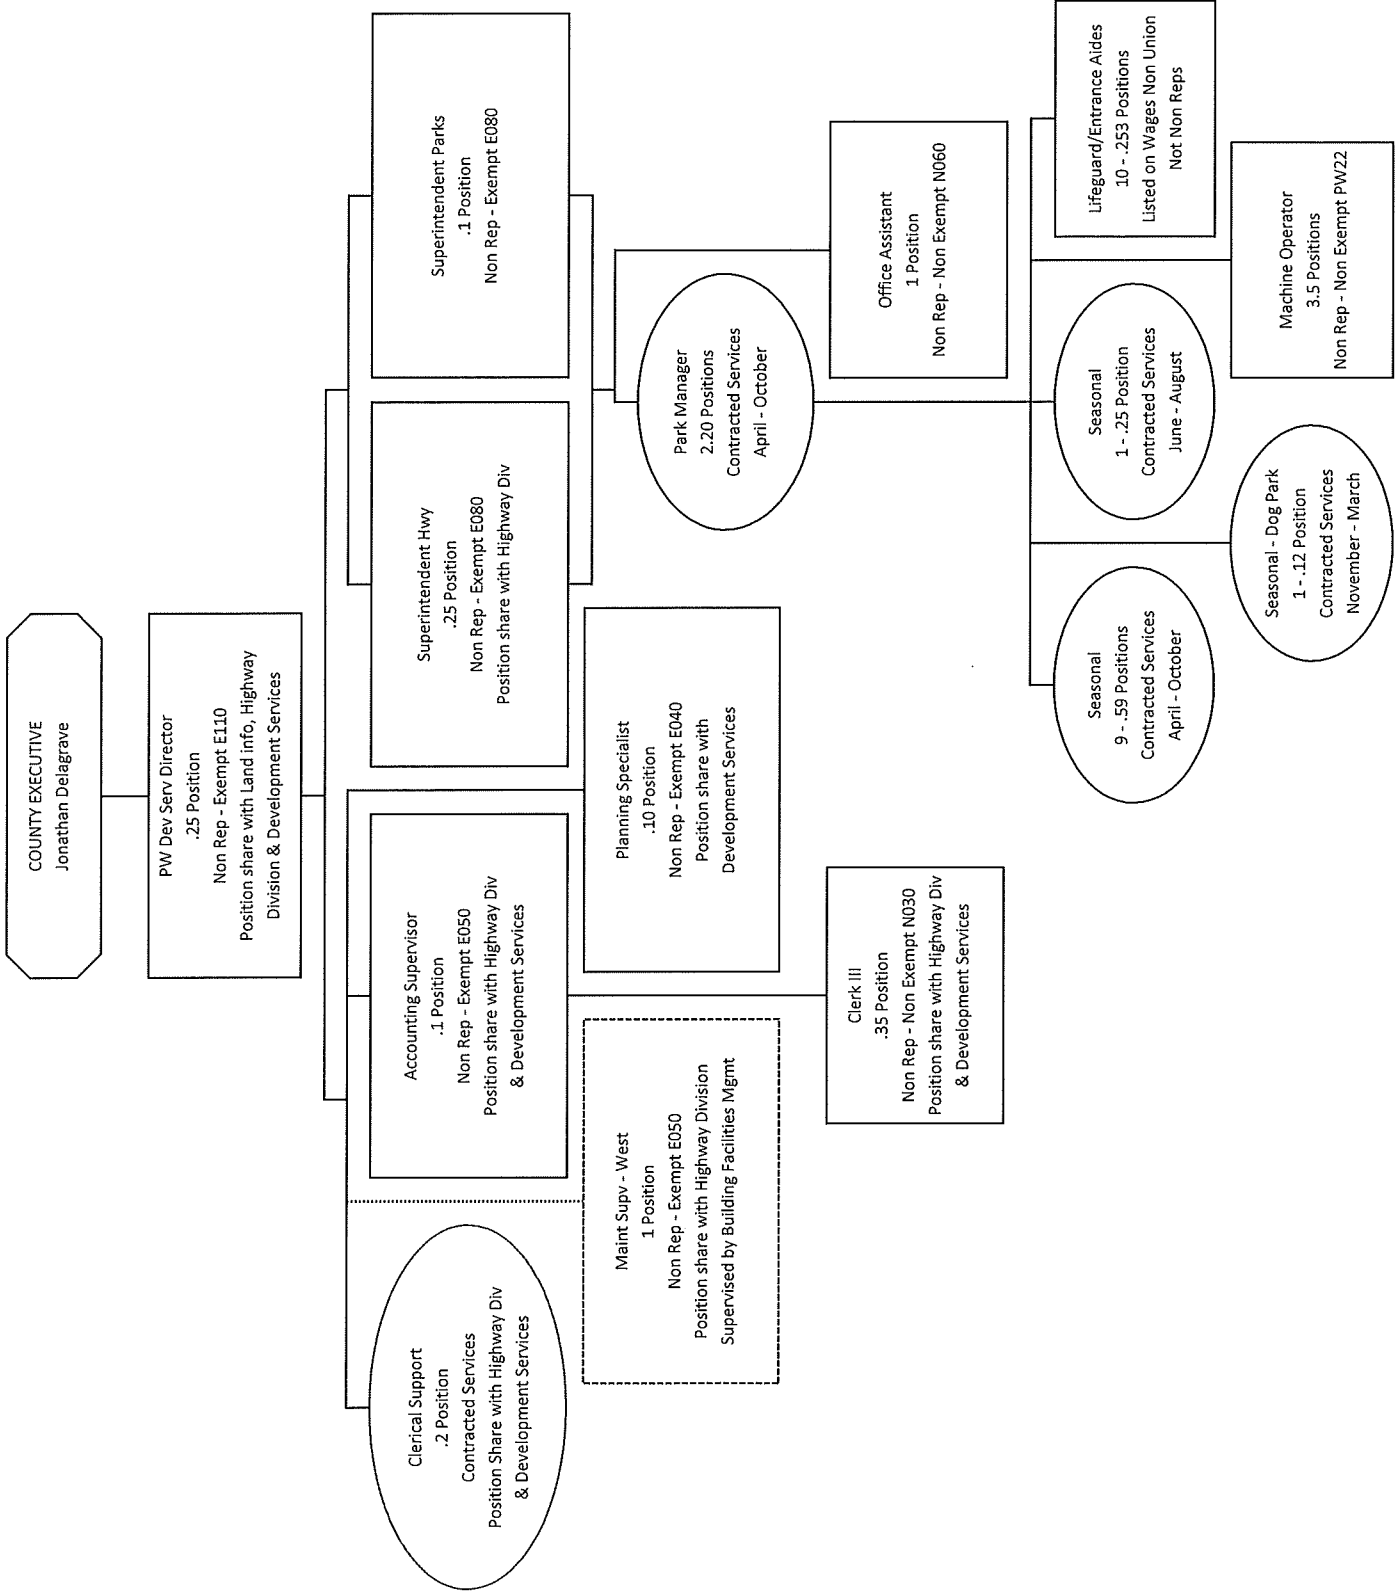 COUNTY EXECUTIVE
Jonathan Delagrave
PW Dev Serv Director
.25 Position
Non Rep - Exempt E110
Position share with Land info, Highway
Division & Development Services
Clerical Support
.2 Position
Contracted Services
Position Share with Highway Div
& Development Services
Accounting Supervisor
.1 Position
Non Rep - Exempt E050
Position share with Highway Div
& Development Services
Superintendent Hwy
.25 Position
Non Rep - Exempt E080
Position share with Highway Div
Superintendent Parks
.1 Position
Non Rep - Exempt E080
Maint Supv - West
1 Position
Non Rep - Exempt E050
Position share with Highway Division
Supervised by Building Facilities Mgmt
Planning Specialist
.10 Position
Non Rep - Exempt E040
Position share with
Development Services
Park Manager
2.20 Positions
Contracted Services
April - October
Clerk III
.35 Position
Non Rep - Non Exempt N030
Position share with Highway Div
& Development Services
Office Assistant
1 Position
Non Rep - Non Exempt N060
Seasonal
9 - .59 Positions
Contracted Services
April - October
Seasonal
1 - .25 Position
Contracted Services
June - August
Lifeguard/Entrance Aides
10 - .253 Positions
Listed on Wages Non Union
Not Non Reps
Seasonal - Dog Park
1 - .12 Position
Contracted Services
November - March
Machine Operator
3.5 Positions
Non Rep - Non Exempt PW22